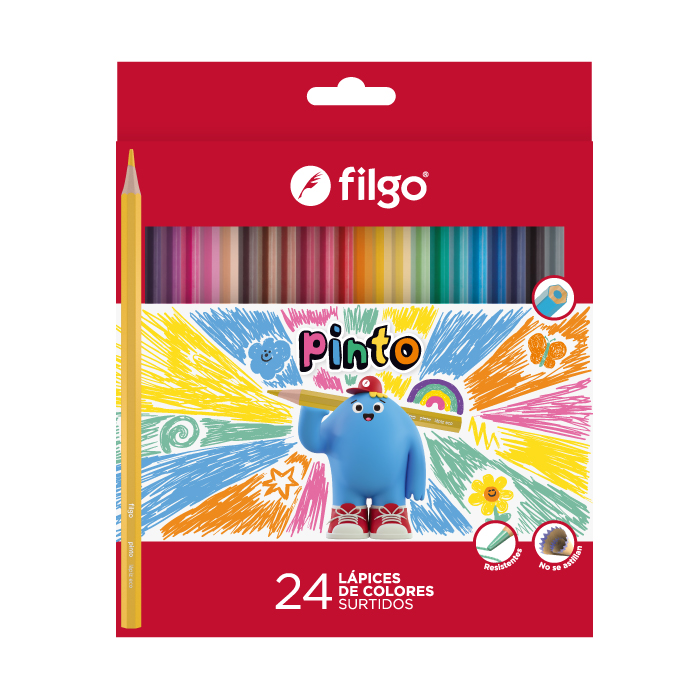 filgo®
pinto
24 LÁPICES
DE COLORES
SURTIDOS
Resistentes
No se astillan
filgo
pinto